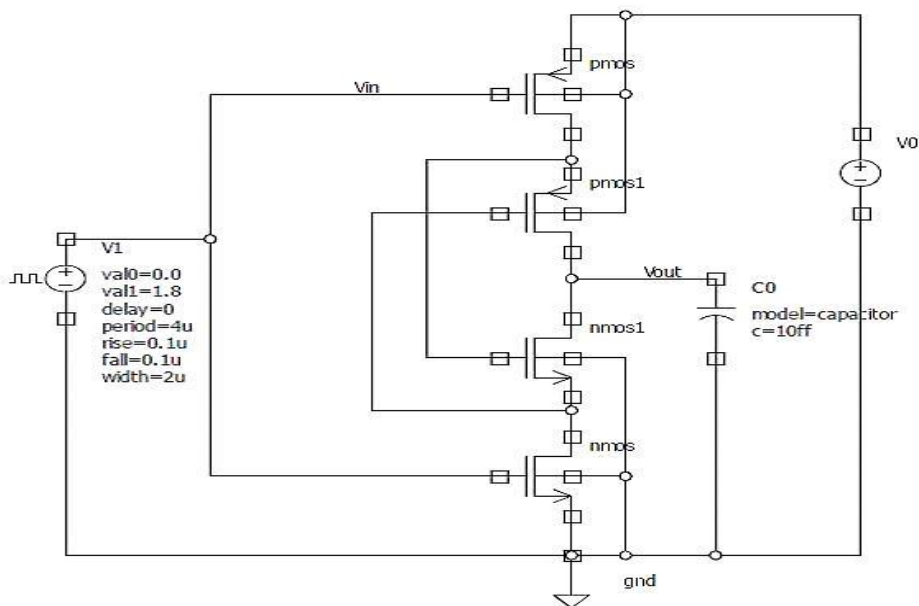 pmos
Vin
V0
pmos1
V1
val0=0.0
val1=1.8
delay=0
period=4u
rise=0.1u
fall=0.1u
width=2u
Vout
C0
model=capacitor
c=10ff
nmos1
nmos
gnd